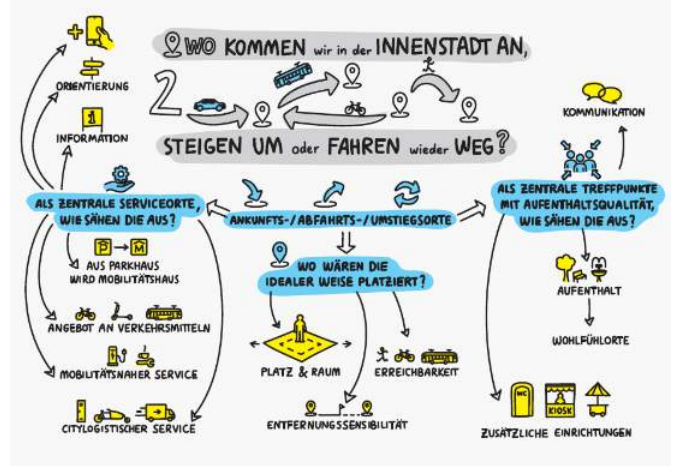 WO KOMMEN wir in der INNENSTADT AN,
2
STEIGEN UM oder FAHREN wieder WEG?
+
ORIENTIERUNG
i
INFORMATION
ALS ZENTRALE SERVICEORTE,
WIE SÄHEN DIE AUS?
P → M
AUS PARKHAUS
WIRD MOBILITÄTSHAUS
ANGEBOT AN VERKEHRSMITTELN
MOBILITÄTSNAHER SERVICE
CITYLOGISTISCHER SERVICE
ANKUNFTS-/ABFAHRTS-/UMSTIEGSORTE
WO WÄREN DIE
IDEALER WEISE PLATZIERT?
PLATZ & RAUM
ERREICHBARKEIT
ENTFERNUNGSSENSIBILITÄT
KOMMUNIKATION
ALS ZENTRALE TREFFPUNKTE
MIT AUFENTHALTSQUALITÄT,
WIE SÄHEN DIE AUS?
AUFENTHALT
WOHLFÜHLORTE
WC
KIOSK
ZUSÄTZLICHE EINRICHTUNGEN